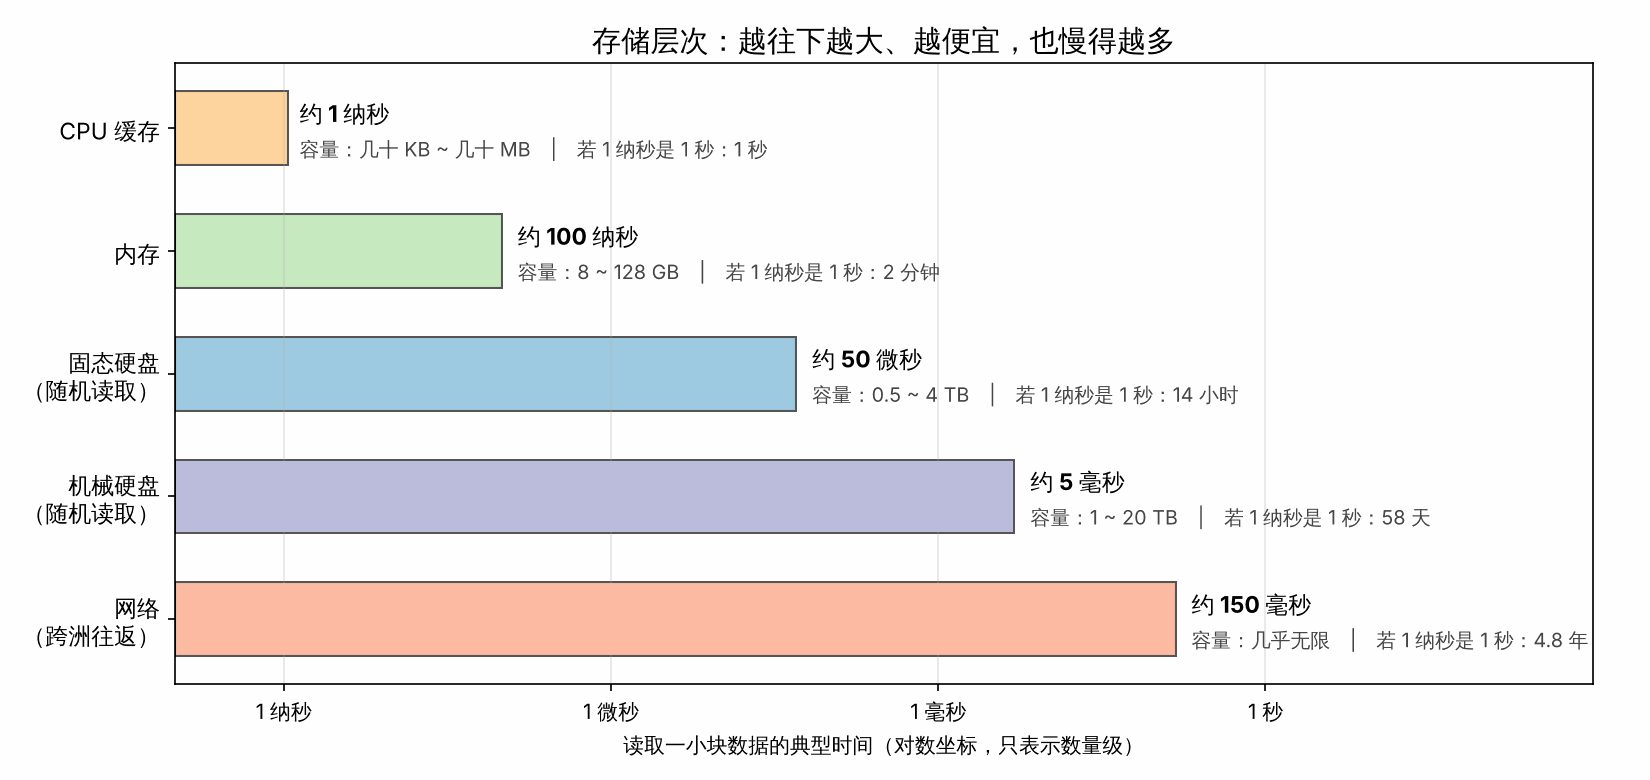 存储层次：越往下越大、越便宜，也慢得越多
CPU 缓存
约 1 纳秒
容量：几十 KB ~ 几十 MB | 若 1 纳秒是 1 秒：1 秒
内存
约 100 纳秒
容量：8 ~ 128 GB | 若 1 纳秒是 1 秒：2 分钟
固态硬盘
（随机读取）
约 50 微秒
容量：0.5 ~ 4 TB | 若 1 纳秒是 1 秒：14 小时
机械硬盘
（随机读取）
约 5 毫秒
容量：1 ~ 20 TB | 若 1 纳秒是 1 秒：58 天
网络
（跨洲往返）
约 150 毫秒
容量：几乎无限 | 若 1 纳秒是 1 秒：4.8 年
1 纳秒
1 微秒
1 毫秒
1 秒
读取一小块数据的典型时间（对数坐标，只表示数量级）